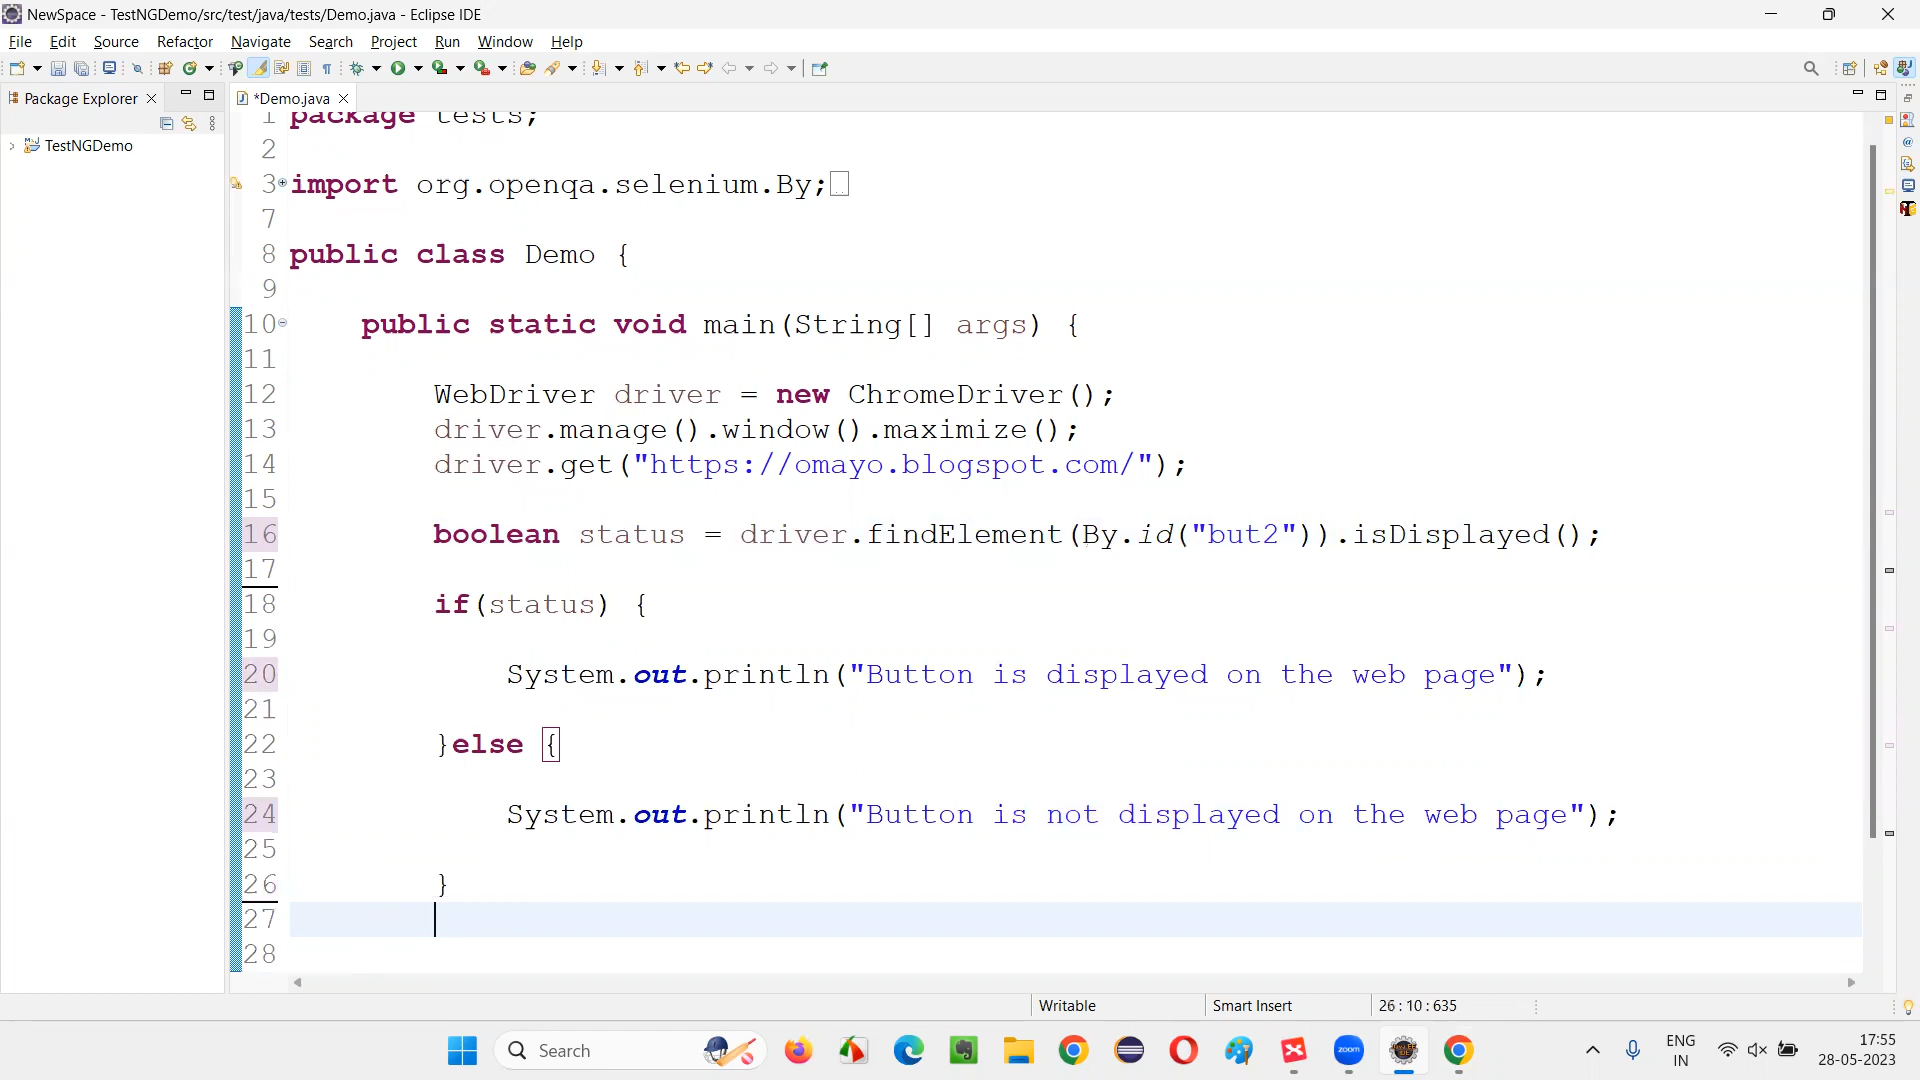 NewSpace - TestNGDemo/src/test/java/tests/Demo.java - Eclipse IDE
File Edit Source Refactor Navigate Search Project Run Window Help
Package Explorer
*Demo.java
TestNGDemo
1 package tests;
2
3 import org.openqa.selenium.By;
7
8 public class Demo {
9
10 public static void main(String[] args) {
11
12 WebDriver driver = new ChromeDriver();
13 driver.manage().window().maximize();
14 driver.get("https://omayo.blogspot.com/");
15
16 boolean status = driver.findElement(By.id("but2")).isDisplayed();
17
18 if(status) {
19
20 System.out.println("Button is displayed on the web page");
21
22 }else {
23
24 System.out.println("Button is not displayed on the web page");
25
26 }
27
28
Writable Smart Insert 26 : 10 : 635
Search
zoom
ENG
IN
17:55
28-05-2023